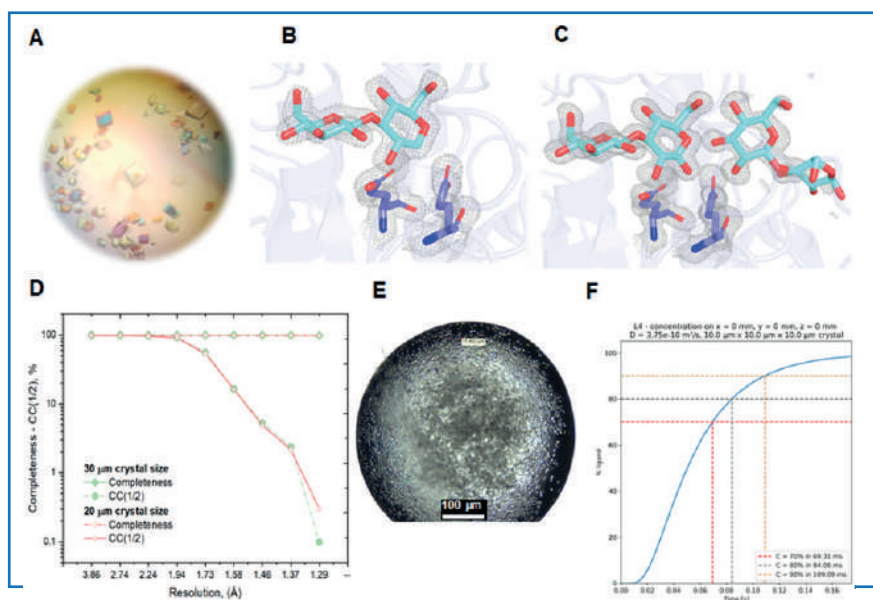 A
B
C
D
Completeness - CC(1/2), %
100
10
1
0.1
30 µm crystal size
Completeness
CC(1/2)
20 µm crystal size
Completeness
CC(1/2)
3.86 2.74 2.24 1.94 1.73 1.58 1.46 1.37 1.29 --
Resolution, (Å)
E
100 µm
F
L4 - concentration on x = 0 mm, y = 0 mm, z = 0 mm
D = 3.75e-10 m²/s, 10.0 µm x 10.0 µm x 10.0 µm crystal
% ligand
100
80
60
40
20
0
C = 70% in 69.31 ms
C = 80% in 84.08 ms
C = 90% in 109.09 ms
0.00 0.02 0.04 0.06 0.08 0.10 0.12 0.14 0.16
Time [s]